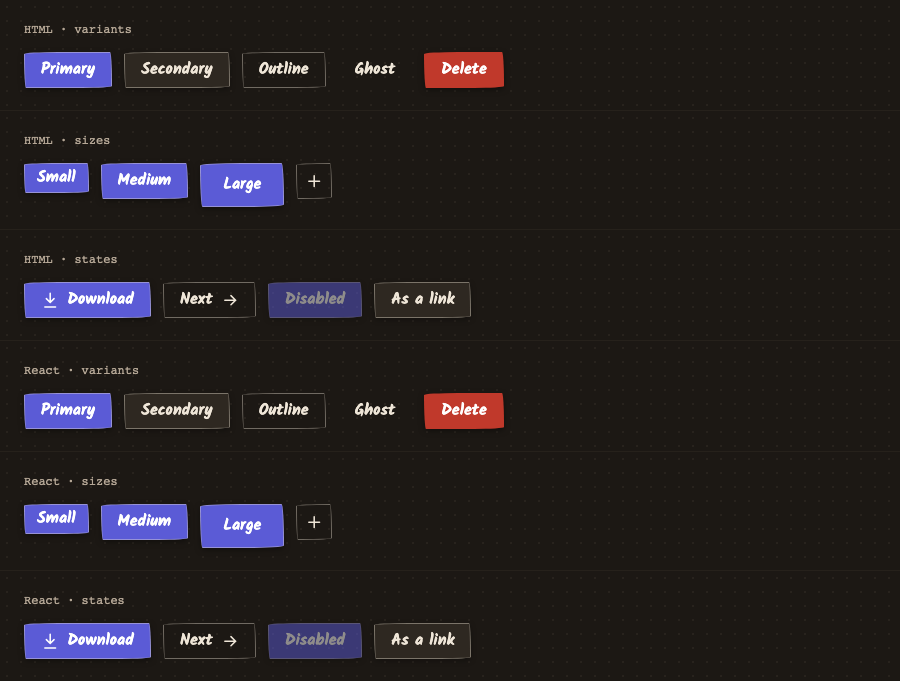 HTML · variants
Primary Secondary Outline Ghost Delete
HTML · sizes
Small Medium Large +
HTML · states
Download Next → Disabled As a link
React · variants
Primary Secondary Outline Ghost Delete
React · sizes
Small Medium Large +
React · states
Download Next → Disabled As a link